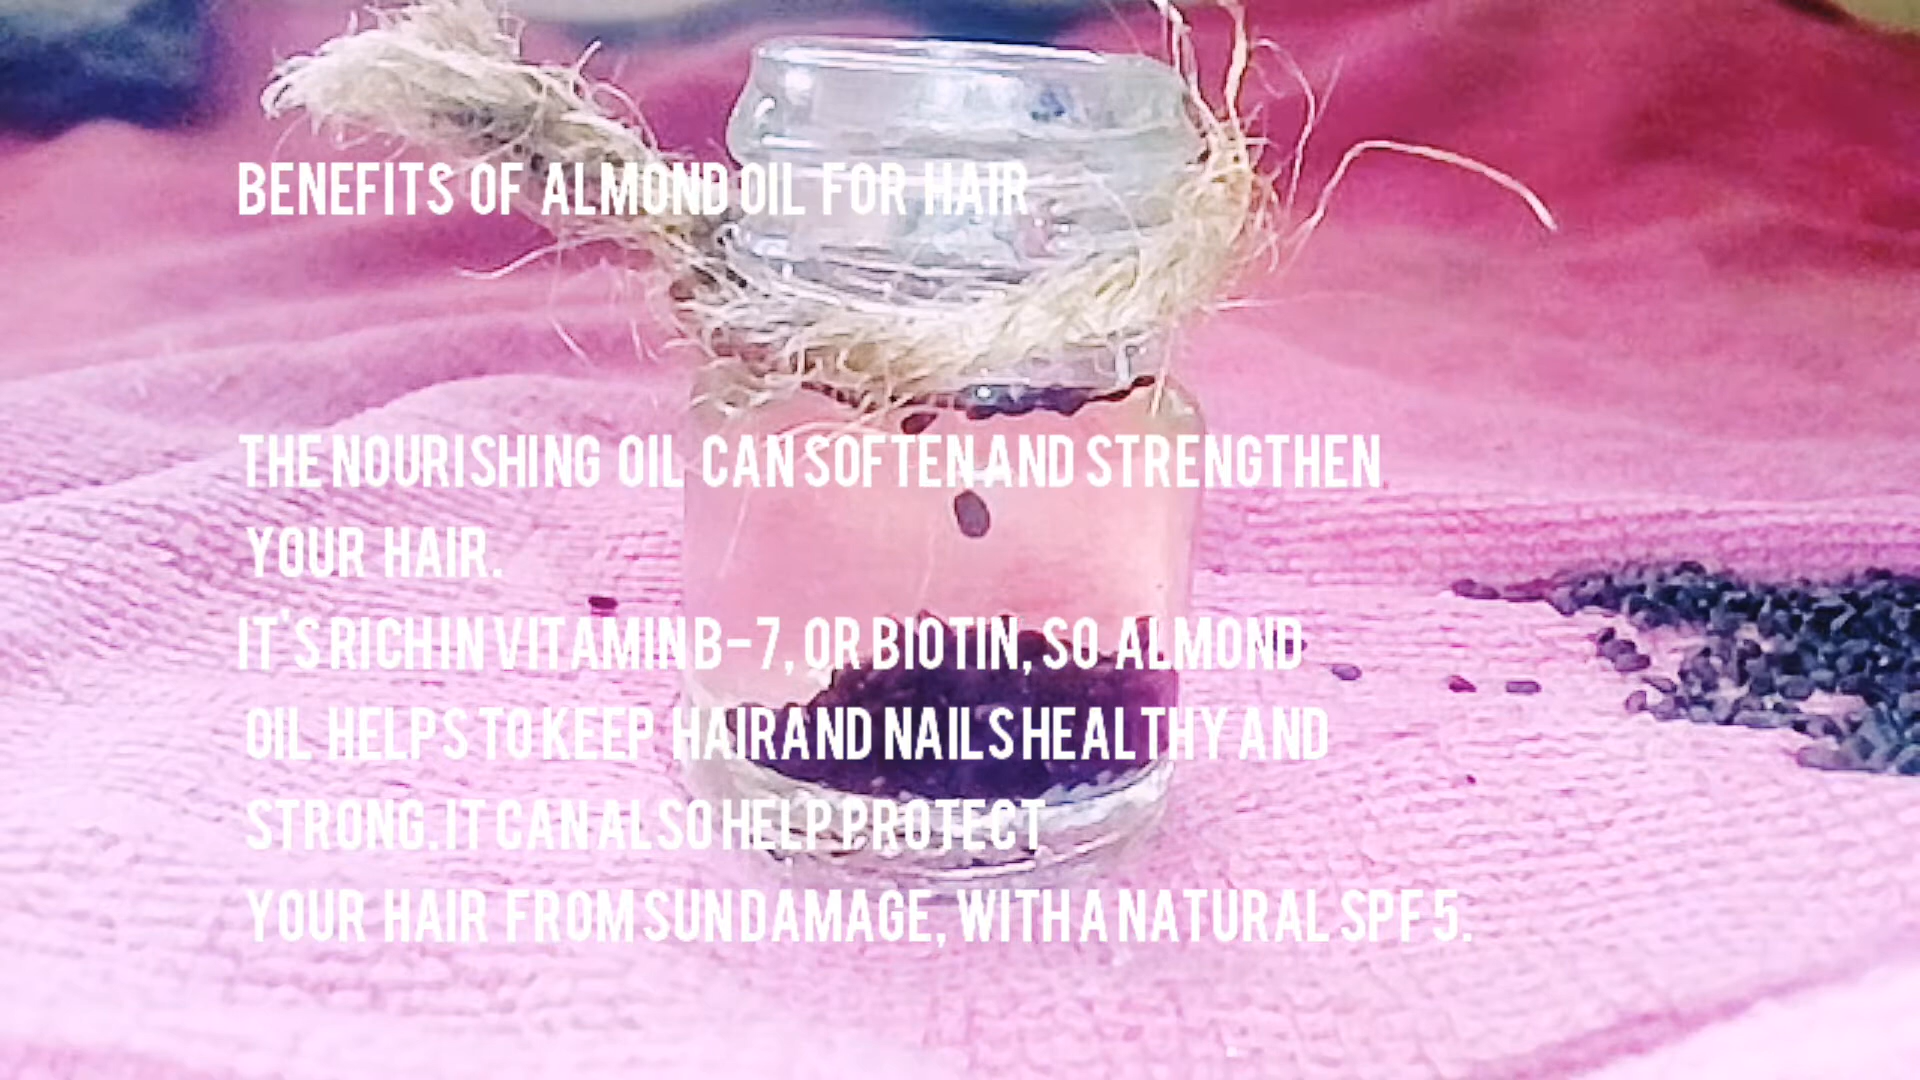 BENEFITS OF ALMOND OIL FOR HAIR
THE NOURISHING OIL CAN SOFTEN AND STRENGTHEN
YOUR HAIR.
IT'S RICH IN VITAMIN B-7, OR BIOTIN, SO ALMOND
OIL HELPS TO KEEP HAIR AND NAILS HEALTHY AND
STRONG. IT CAN ALSO HELP PROTECT
YOUR HAIR FROM SUN DAMAGE, WITH A NATURAL SPF 5.